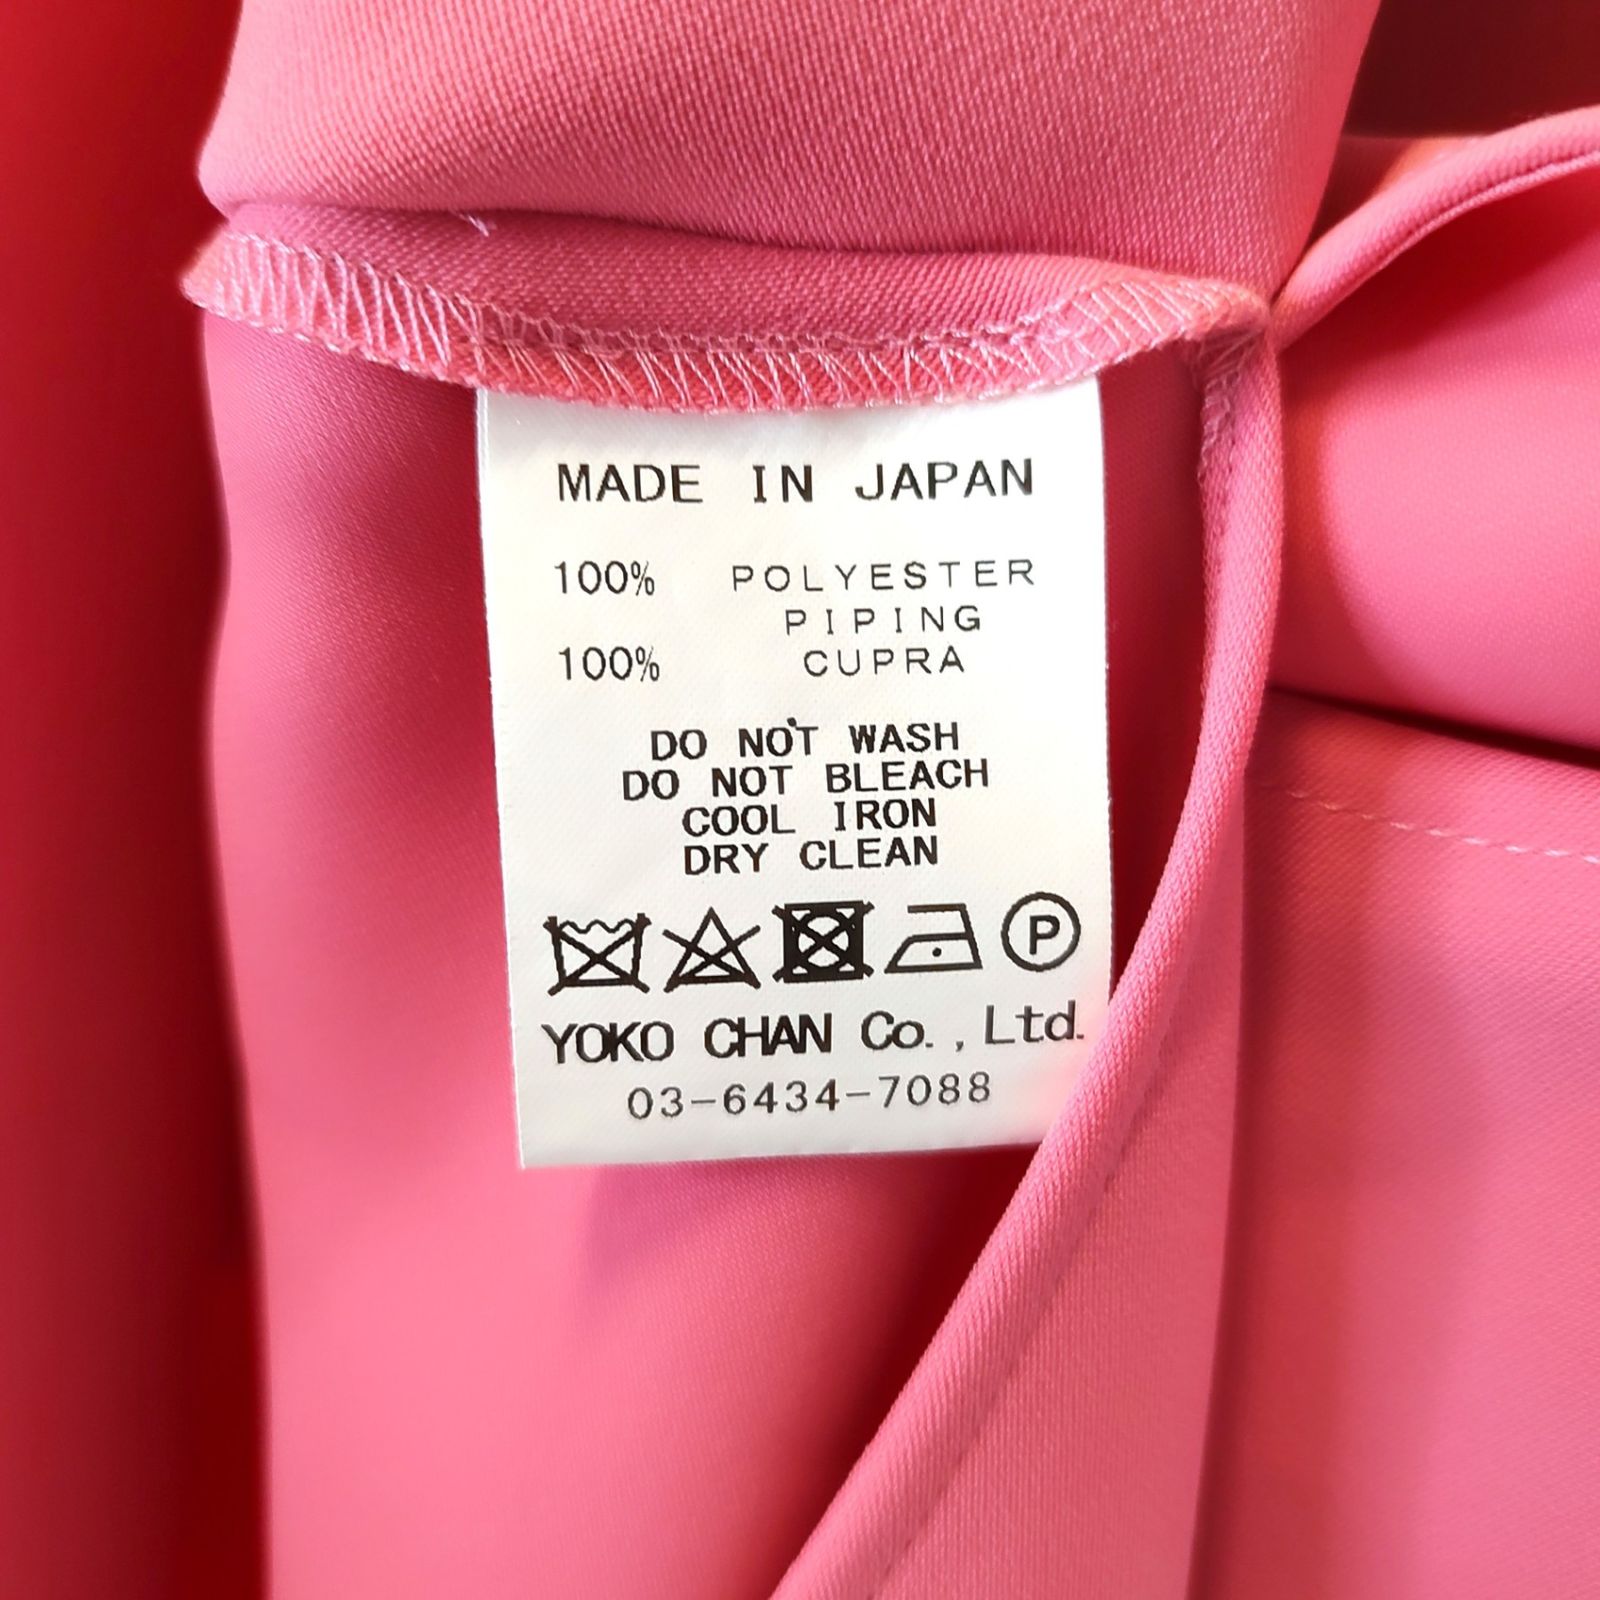 MADE IN JAPAN
100% POLYESTER
PIPING
100% CUPRA
DO NOT WASH
DO NOT BLEACH
COOL IRON
DRY CLEAN
P
YOKO CHAN Co., Ltd.
03-6434-7088